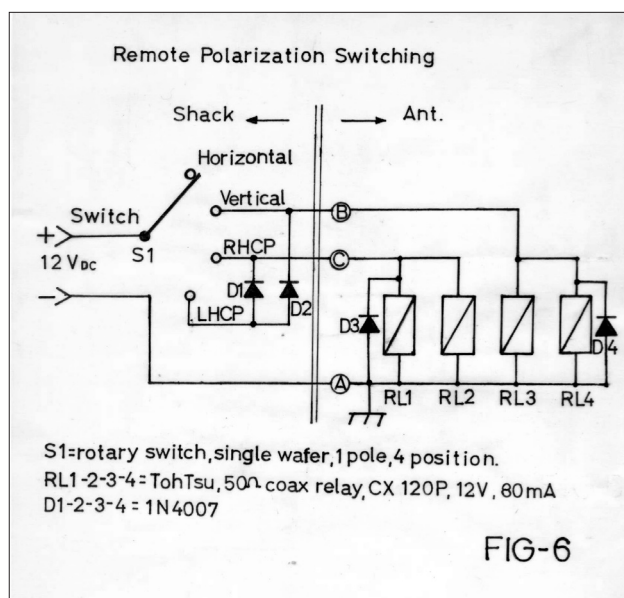 Remote Polarization Switching
Shack
Ant.
Horizontal
Switch
Vertical
B
+
12 VDC
S1
RHCP
C
D1
D2
-
LHCP
D3
D4
A
RL1
RL2
RL3
RL4
S1=rotary switch,single wafer,1 pole,4 position.
RL1-2-3-4=TohTsu,50Ω coax relay,CX 120P,12V,80mA
D1-2-3-4=1N4007
FIG-6